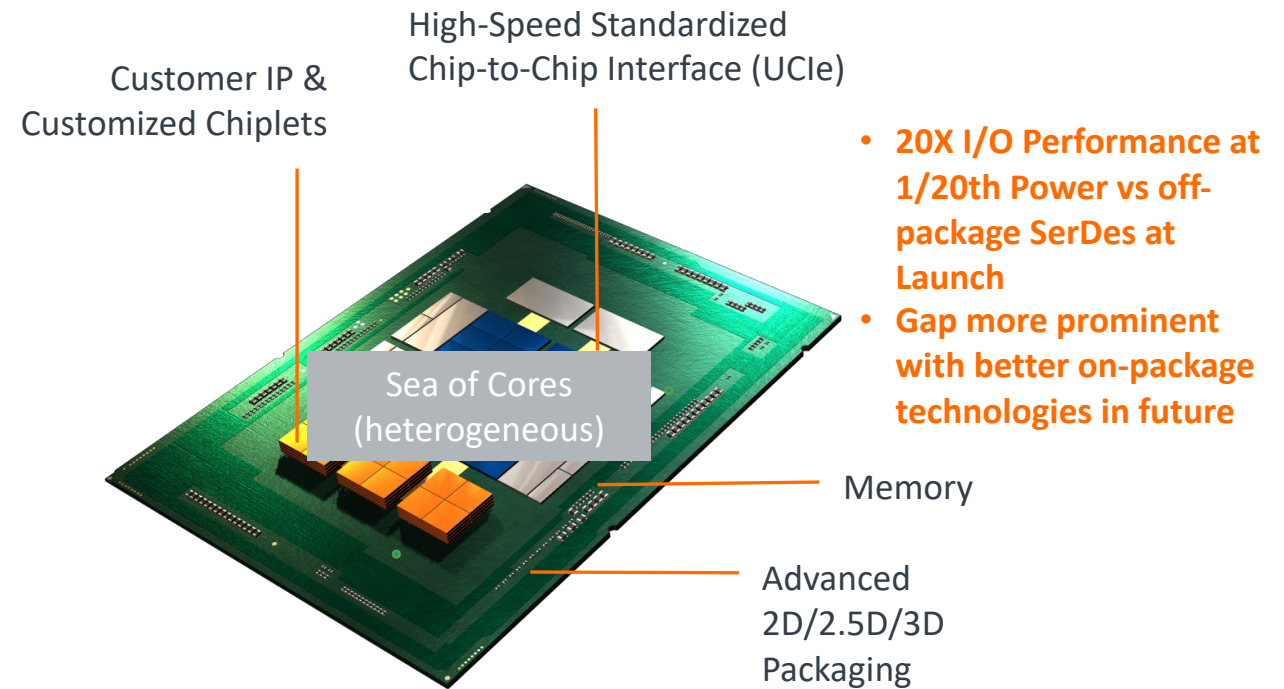 High-Speed Standardized
Chip-to-Chip Interface (UCIe)
Customer IP &
Customized Chiplets
• 20X I/O Performance at
1/20th Power vs off-
package SerDes at
Launch
• Gap more prominent
with better on-package
technologies in future
Sea of Cores
(heterogeneous)
Memory
Advanced
2D/2.5D/3D
Packaging